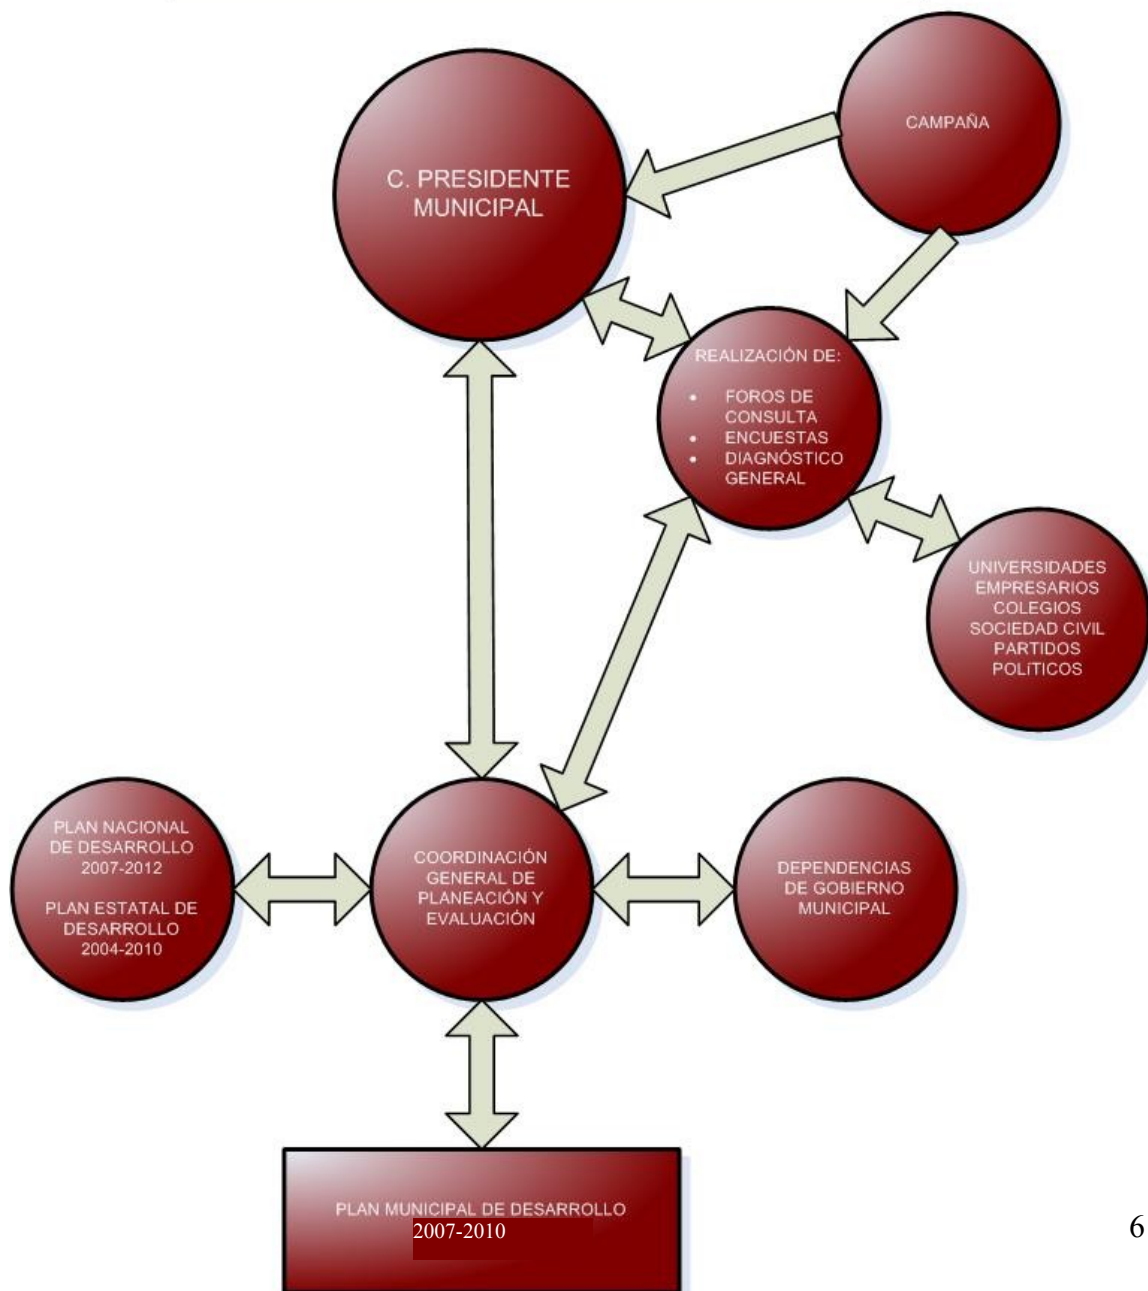 CAMPAÑA
C. PRESIDENTE
MUNICIPAL
REALIZACIÓN DE:
• FOROS DE
CONSULTA
• ENCUESTAS
• DIAGNÓSTICO
GENERAL
UNIVERSIDADES
EMPRESARIOS
COLEGIOS
SOCIEDAD CIVIL
PARTIDOS
POLÍTICOS
PLAN NACIONAL
DE DESARROLLO
2007-2012
PLAN ESTATAL DE
DESARROLLO
2004-2010
COORDINACIÓN
GENERAL DE
PLANEACIÓN Y
EVALUACIÓN
DEPENDENCIAS
DE GOBIERNO
MUNICIPAL
PLAN MUNICIPAL DE DESARROLLO
2007-2010
6